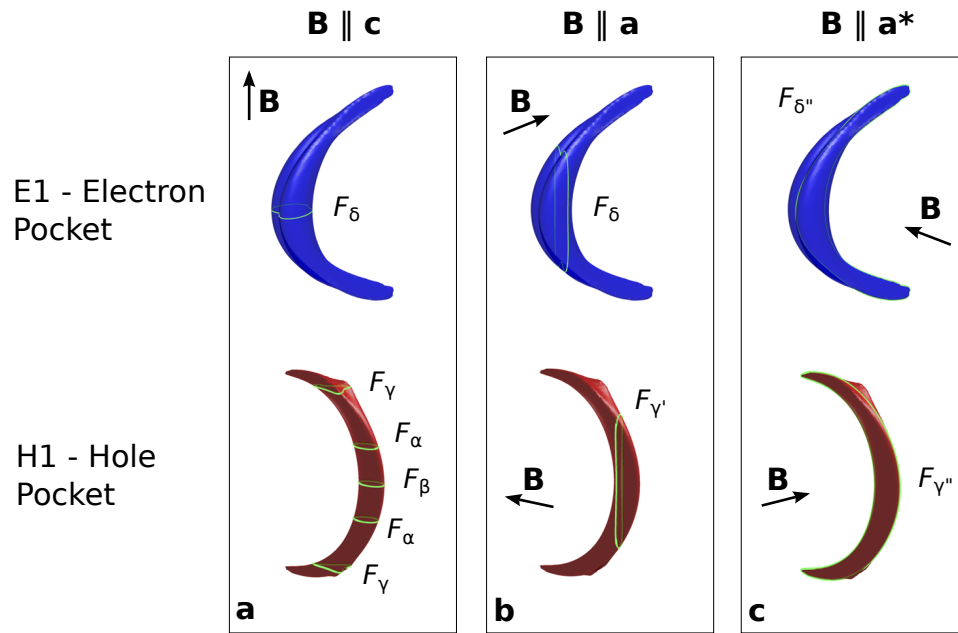 B ∥ c
B ∥ a
B ∥ a*
B
B
F_δ"
E1 - Electron
Pocket
F_δ
F_δ
B
F_γ
F_γ'
F_α
H1 - Hole
Pocket
F_β
B
B
F_γ"
F_α
F_γ
a
b
c